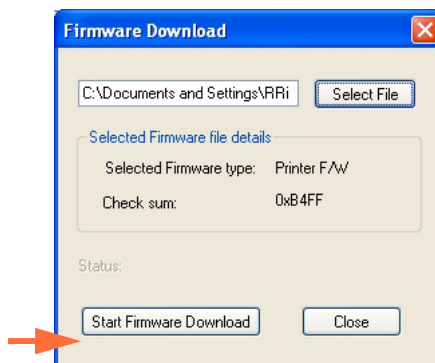 Firmware Download
C:\Documents and Settings\RRi Select File
Selected Firmware file details
Selected Firmware type: Printer F/W
Check sum: 0xB4FF
Status:
Start Firmware Download Close